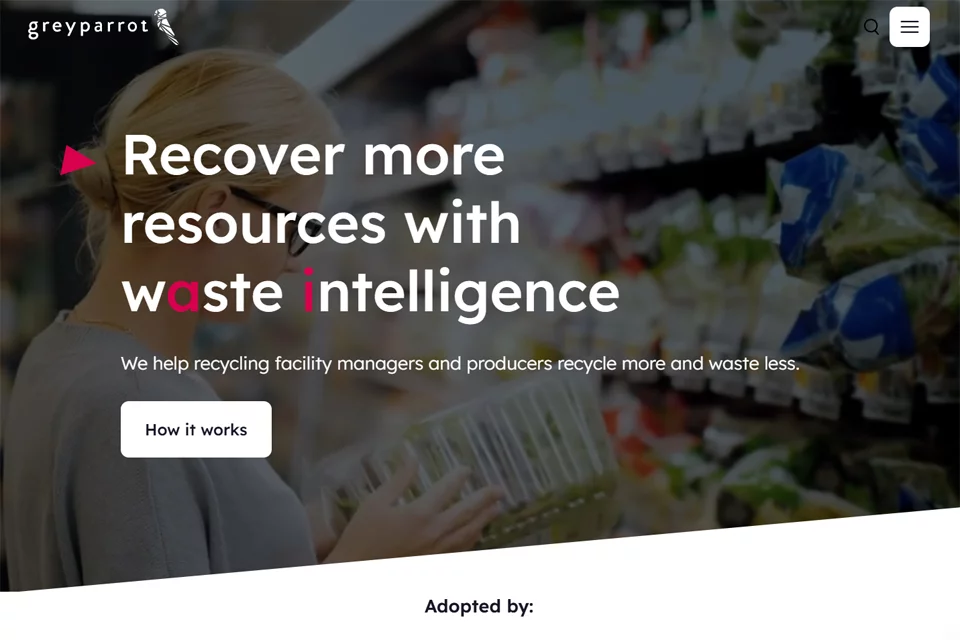 greyparrot
Recover more
resources with
waste intelligence
We help recycling facility managers and producers recycle more and waste less.
How it works
Adopted by: